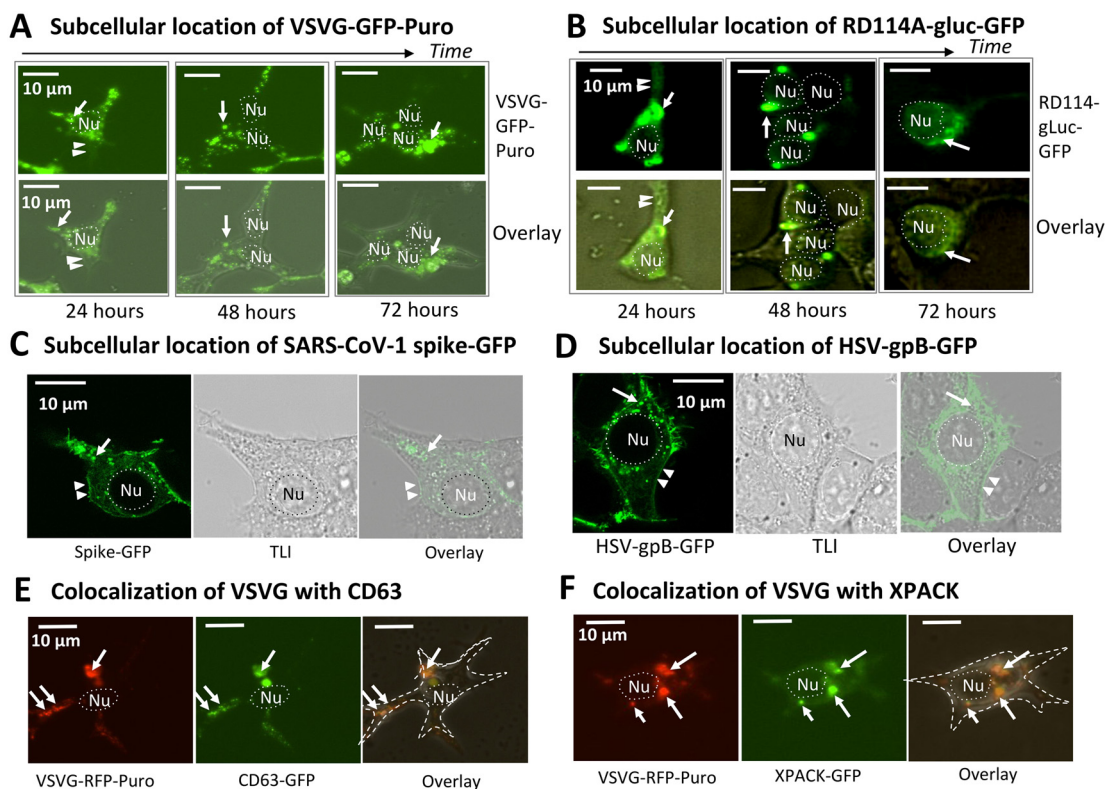 A Subcellular location of VSVG-GFP-Puro
Time
10 μm
Nu
Nu
Nu
Nu
Nu
Nu
VSVG-
GFP-
Puro
10 μm
Nu
Nu
Nu
Nu
Nu
Nu
Overlay
24 hours
48 hours
72 hours
B Subcellular location of RD114A-gluc-GFP
Time
10 μm
Nu
Nu
Nu
Nu
Nu
Nu
RD114-
gLuc-
GFP
Nu
Nu
Nu
Nu
Nu
Nu
Overlay
24 hours
48 hours
72 hours
C Subcellular location of SARS-CoV-1 spike-GFP
10 μm
Nu
Nu
Nu
Spike-GFP
TLI
Overlay
D Subcellular location of HSV-gpB-GFP
10 μm
Nu
Nu
Nu
HSV-gpB-GFP
TLI
Overlay
E Colocalization of VSVG with CD63
10 μm
Nu
Nu
Nu
VSVG-RFP-Puro
CD63-GFP
Overlay
F Colocalization of VSVG with XPACK
10 μm
Nu
Nu
Nu
VSVG-RFP-Puro
XPACK-GFP
Overlay